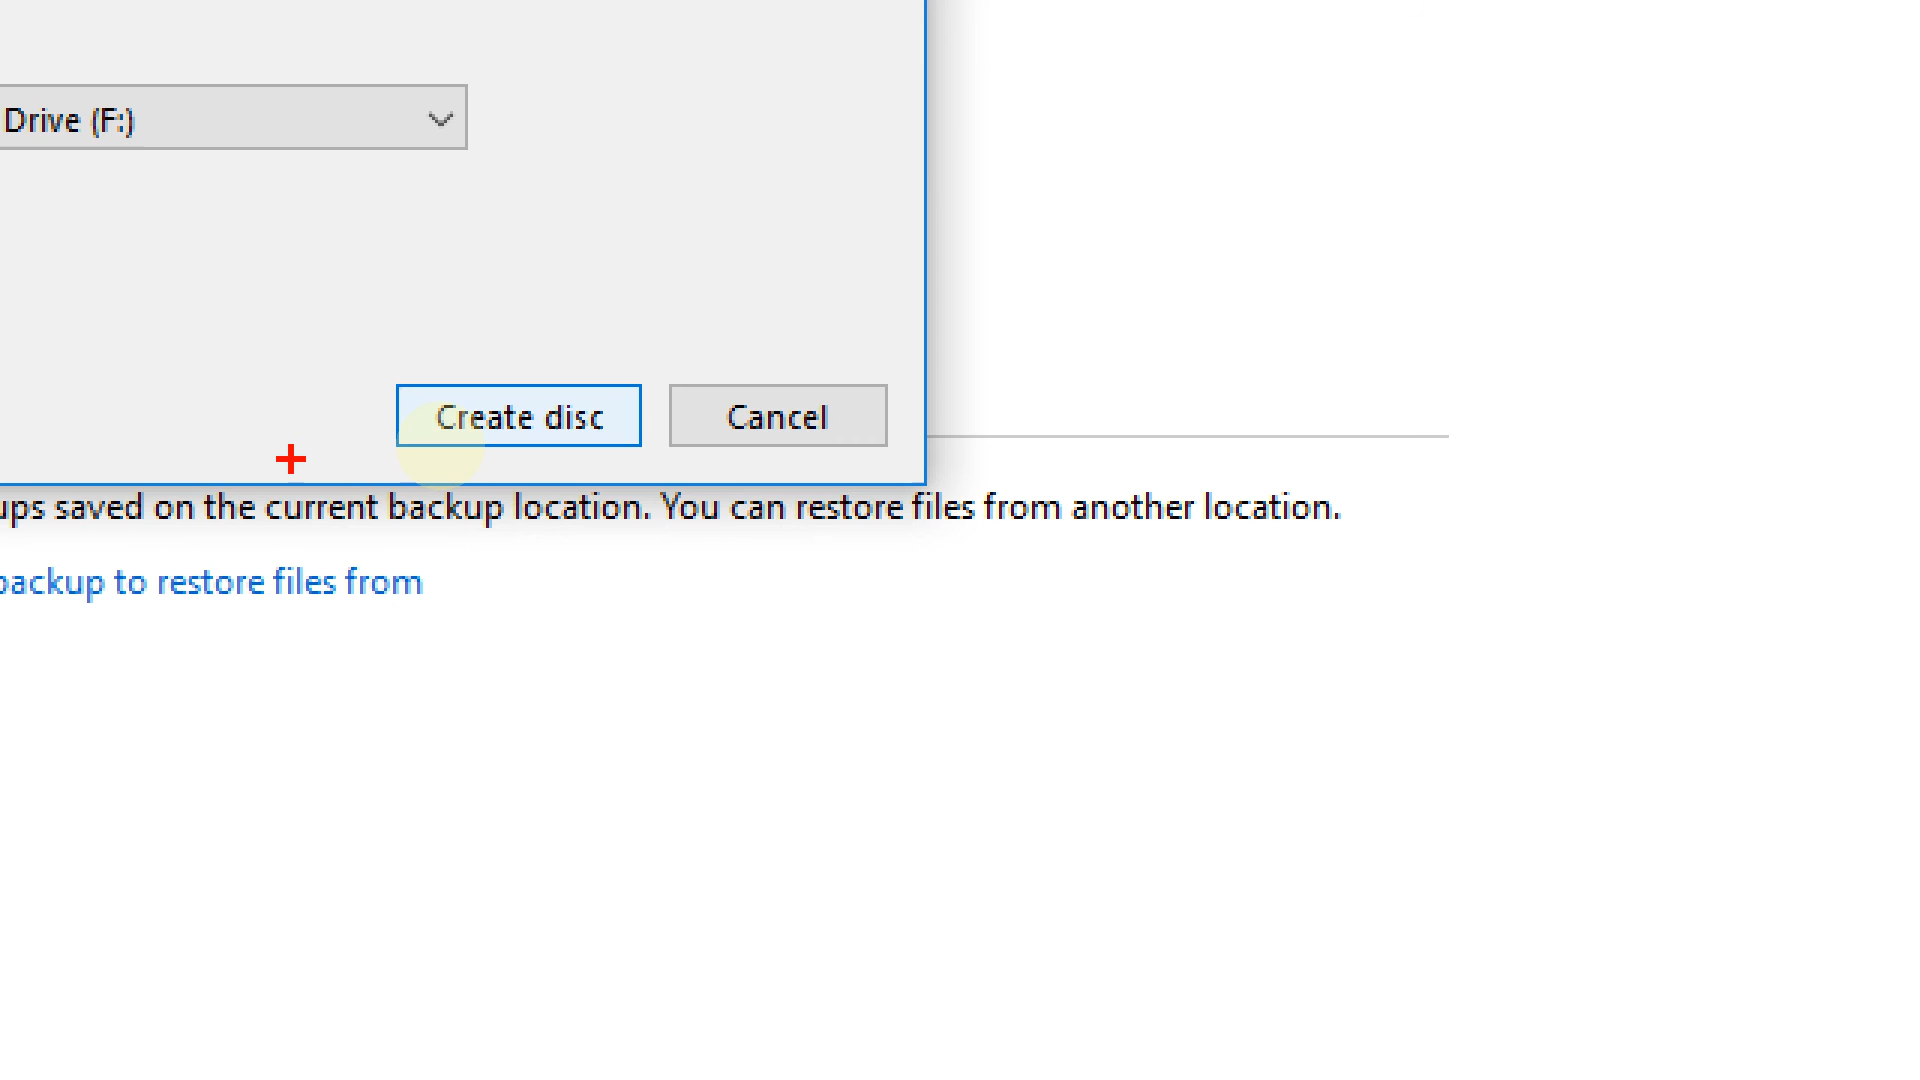 Drive (F:)
Create disc
Cancel
ups saved on the current backup location. You can restore files from another location.
backup to restore files from